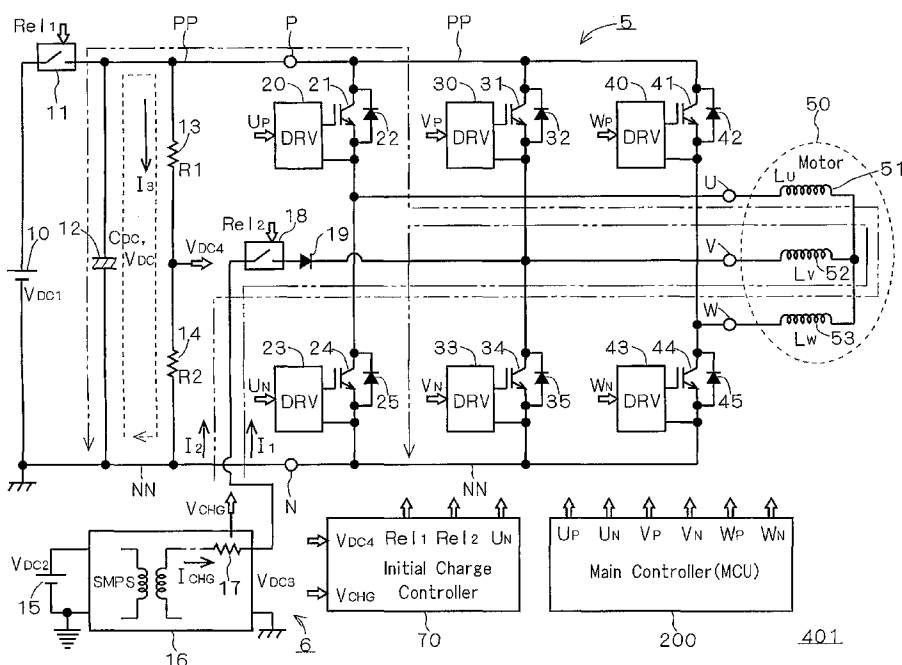 Rel1
PP
P
PP
5
11
20
21
30
31
40
41
50
13
UP
DRV
22
VP
DRV
32
WP
DRV
42
Motor
I3
R1
U
LU
51
12
CDC,
VDC
Rel2
18
19
10
VDC4
V
LV
52
VDC1
W
LW
53
14
23
24
33
34
43
44
R2
UN
DRV
25
VN
DRV
35
WN
DRV
45
I2
I1
NN
N
NN
VCHG
VDC2
SMPS
ICHG
17
VDC3
15
16
6
VDC4
Rel1 Rel2 UN
Initial Charge
Controller
VCHG
70
UP UN VP VN WP WN
Main Controller(MCU)
200
401